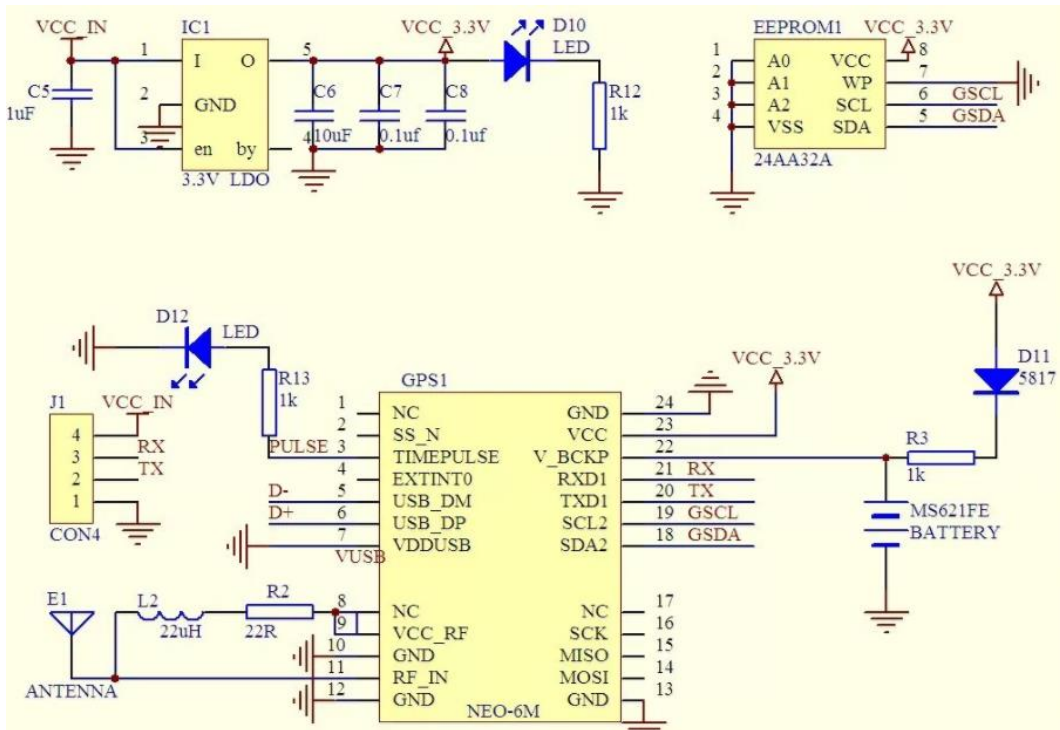 VCC_IN
IC1
1
I
O
5
C5
1uF
2
GND
3
en
by
4
3.3V LDO
C6
10uF
C7
0.1uf
C8
0.1uf
VCC_3.3V
D10
LED
R12
1k
EEPROM1
VCC_3.3V
1
A0
VCC
8
2
A1
WP
7
3
A2
SCL
6
GSCL
4
VSS
SDA
5
GSDA
24AA32A
D12
LED
R13
1k
J1
VCC_IN
4
3
RX
2
TX
1
CON4
GPS1
1
NC
2
SS_N
PULSE
3
TIMEPULSE
4
EXTINT0
D-
5
USB_DM
D+
6
USB_DP
7
VDDUSB
VUSB
8
NC
9
VCC_RF
10
GND
11
RF_IN
12
GND
NEO-6M
GND
24
VCC
23
V_BCKP
22
RXD1
21
RX
TXD1
20
TX
SCL2
19
GSCL
SDA2
18
GSDA
NC
17
SCK
16
MISO
15
MOSI
14
GND
13
VCC_3.3V
VCC_3.3V
D11
5817
R3
1k
MS621FE
BATTERY
E1
ANTENNA
L2
22uH
R2
22R